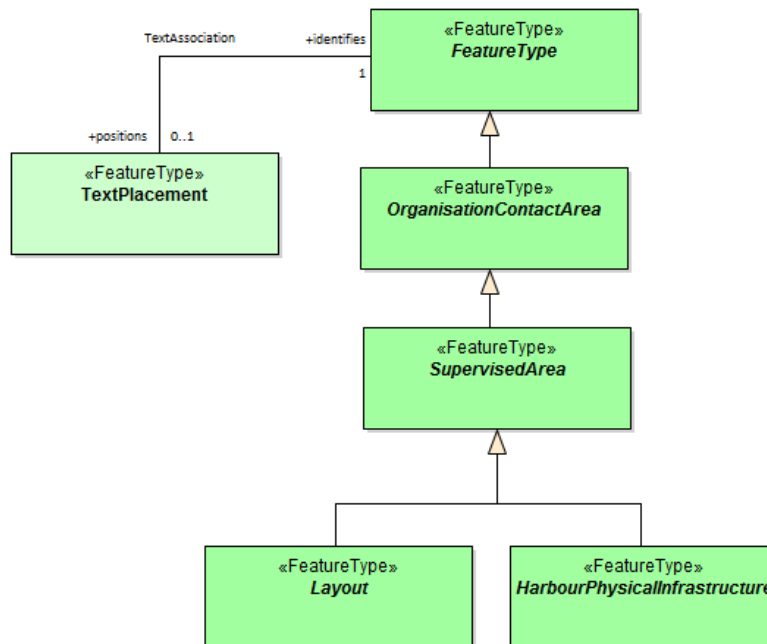 «FeatureType»
FeatureType
TextAssociation
+identifies
1
+positions
0..1
«FeatureType»
TextPlacement
«FeatureType»
OrganisationContactArea
«FeatureType»
SupervisedArea
«FeatureType»
Layout
«FeatureType»
HarbourPhysicalInfrastructure